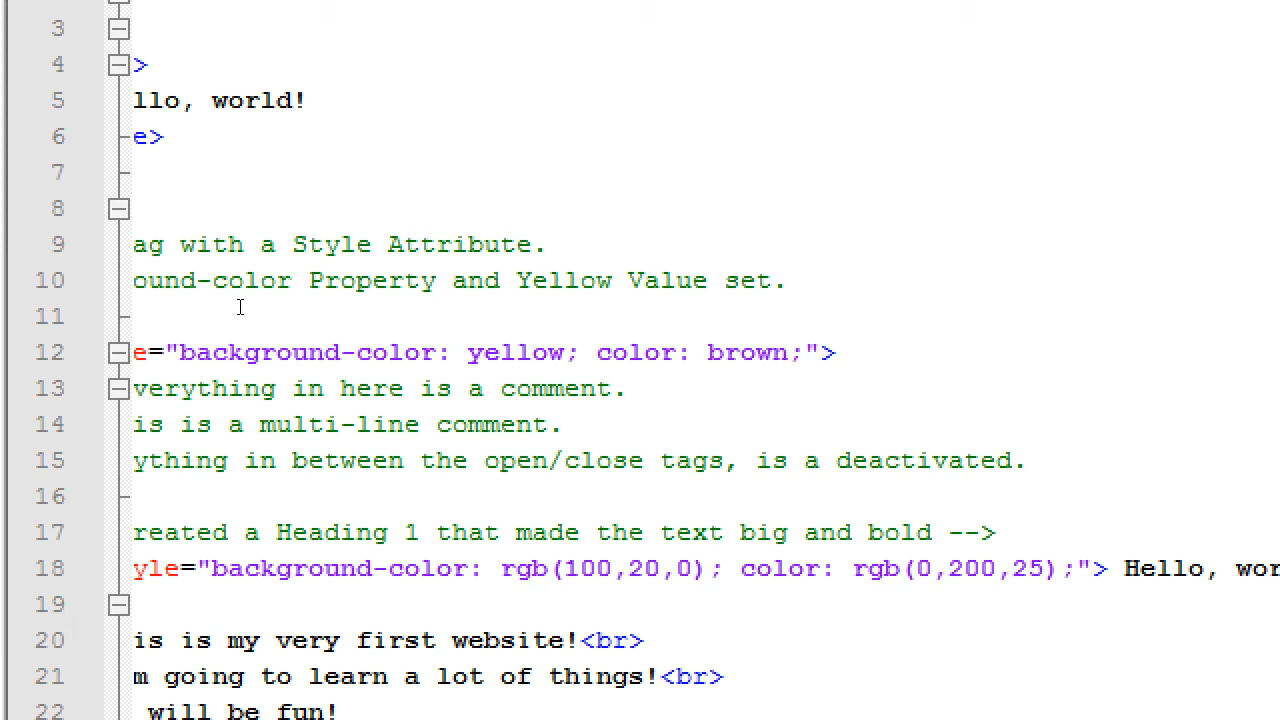 3
4 >
5 llo, world!
6 e>
7
8
9 ag with a Style Attribute.
10 ound-color Property and Yellow Value set.
11
12 e="background-color: yellow; color: brown;">
13 verything in here is a comment.
14 is is a multi-line comment.
15 ything in between the open/close tags, is a deactivated.
16
17 reated a Heading 1 that made the text big and bold -->
18 yle="background-color: rgb(100,20,0); color: rgb(0,200,25);"> Hello, wor
19
20 is is my very first website!<br>
21 m going to learn a lot of things!<br>
22 will be fun!